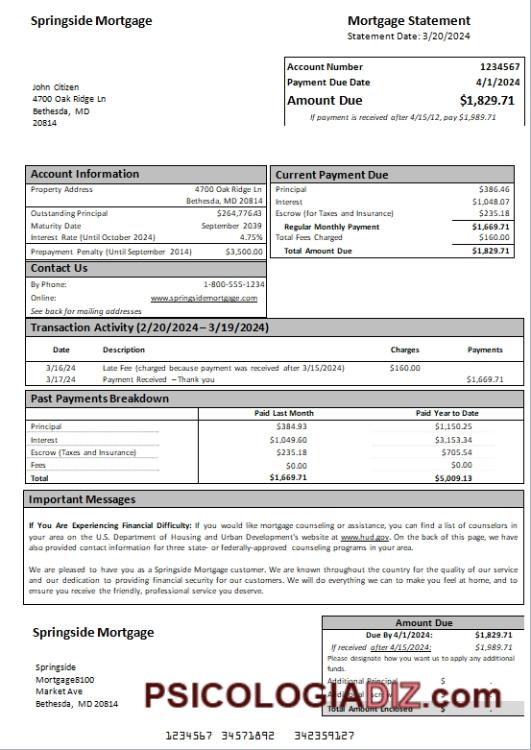 Springside Mortgage
Mortgage Statement
Statement Date: 3/20/2024
Account Number 1234567
Payment Due Date 4/1/2024
Amount Due $1,829.71
If payment is received after 4/15/12, pay $1,989.71
John Citizen
4700 Oak Ridge Ln
Bethesda, MD
20814
Account Information
Property Address 4700 Oak Ridge Ln
Bethesda, MD 20814
Outstanding Principal $264,776.43
Maturity Date September 2039
Interest Rate (Until October 2024) 4.75%
Prepayment Penalty (Until September 2014) $3,500.00
Contact Us
By Phone: 1-800-555-1234
Online: www.springsidemortgage.com
See back for mailing addresses
Current Payment Due
Principal $386.46
Interest $1,048.07
Escrow (for Taxes and Insurance) $235.18
Regular Monthly Payment $1,669.71
Total Fees Charged $160.00
Total Amount Due $1,829.71
Transaction Activity (2/20/2024 – 3/19/2024)
Date Description Charges Payments
3/16/24 Late Fee (charged because payment was received after 3/15/2024) $160.00
3/17/24 Payment Received – Thank you $1,669.71
Past Payments Breakdown
Paid Last Month Paid Year to Date
Principal $384.93 $1,150.25
Interest $1,049.60 $3,153.34
Escrow (Taxes and Insurance) $235.18 $705.54
Fees $0.00 $0.00
Total $1,669.71 $5,009.13
Important Messages
If You Are Experiencing Financial Difficulty: If you would like mortgage counseling or assistance, you can find a list of counselors in
your area on the U.S. Department of Housing and Urban Development's website at www.hud.gov. On the back of this page, we have
also provided contact information for three state- or federally-approved counseling programs in your area.
We are pleased to have you as a Springside Mortgage customer. We are known throughout the country for the quality of our service
and our dedication to providing financial security for our customers. We will do everything we can to make you feel at home, and to
ensure you receive the friendly, professional service you deserve.
Springside Mortgage
Springside
Mortgage8100
Market Ave
Bethesda, MD 20814
Amount Due
Due By 4/1/2024: $1,829.71
If received after 4/15/2024: $1,989.71
Please designate how you want us to apply any additional
funds.
Additional Principal $ .
Additional Escrow $ .
Total Amount Enclosed $ .
PSICOLOGIADIZ.com
1234567 34571892 342359127